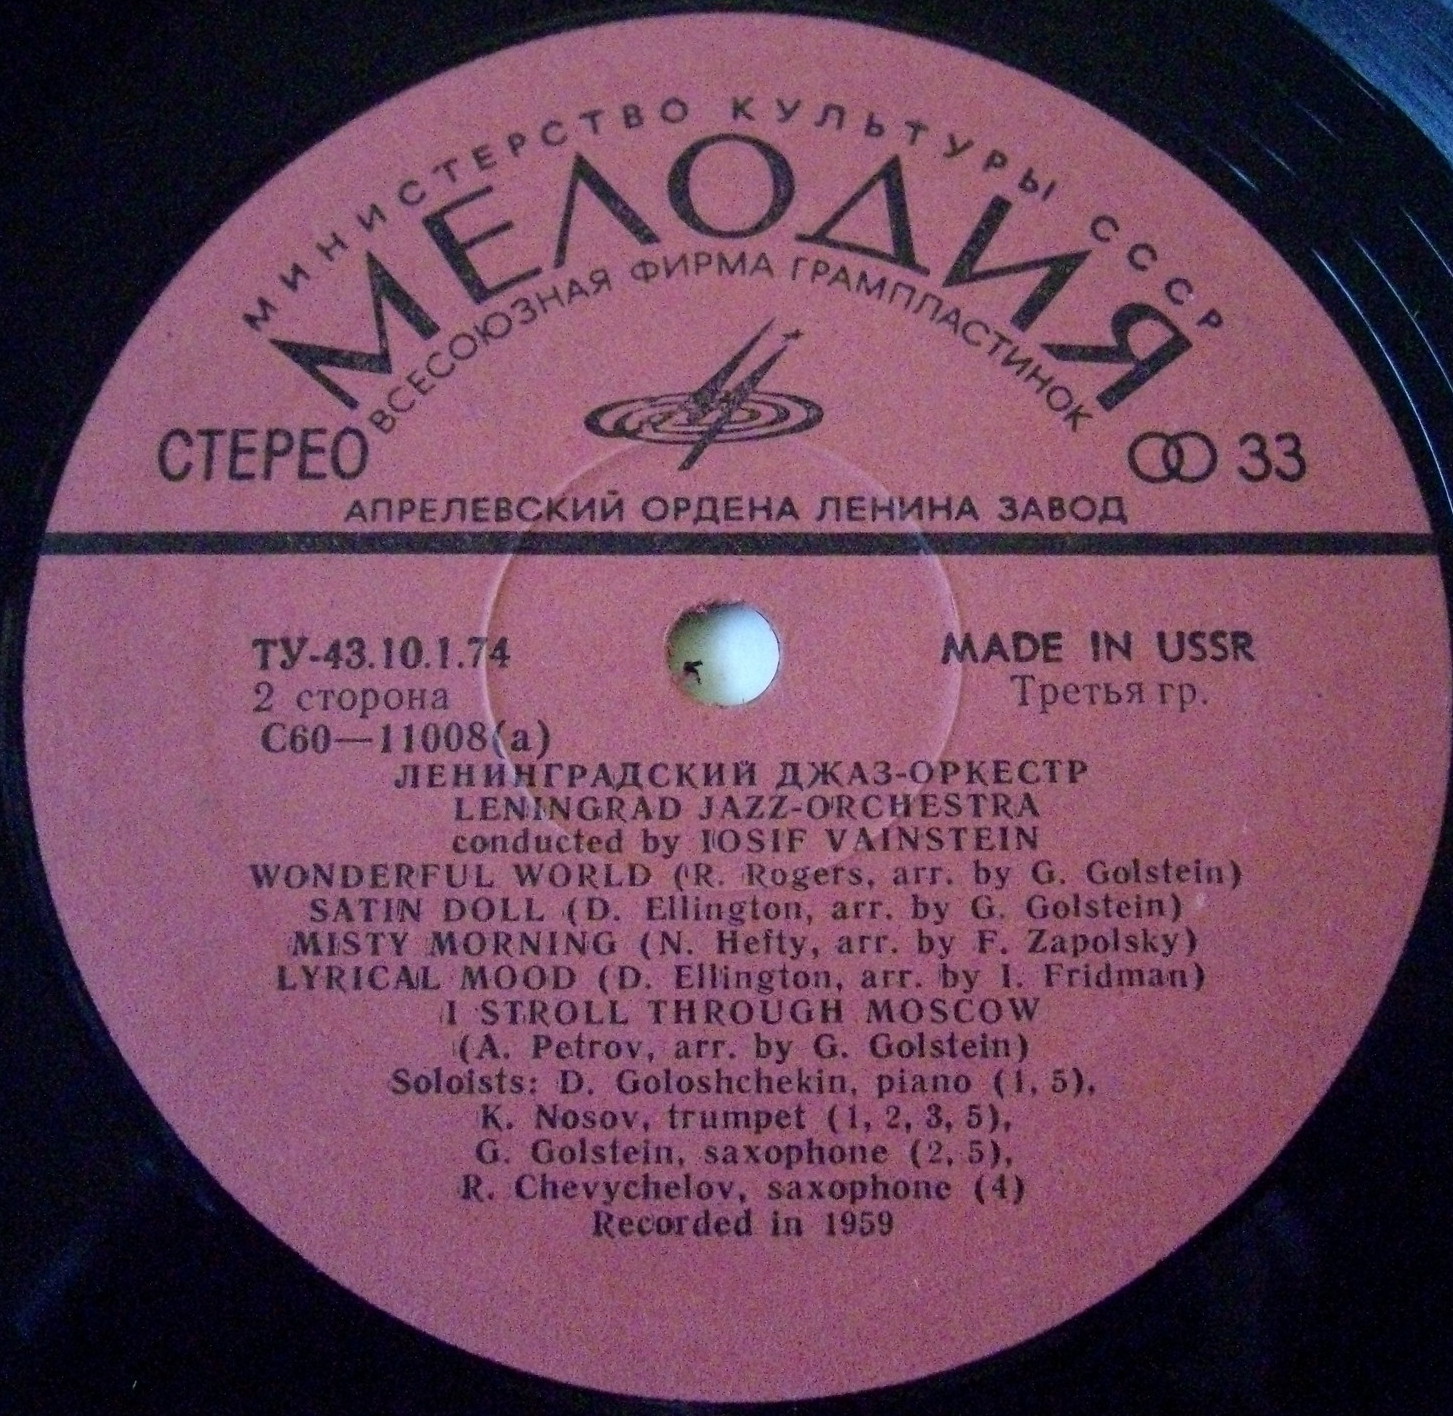 МИНИСТЕРСТВО КУЛЬТУРЫ СССР
МЕЛОДИЯ
ВСЕСОЮЗНАЯ ФИРМА ГРАМПЛАСТИНОК
СТЕРЕО
33
АПРЕЛЕВСКИЙ ОРДЕНА ЛЕНИНА ЗАВОД
ТУ-43.10.1.74
2 сторона
С60—11008(а)
MADE IN USSR
Третья гр.
ЛЕНИНГРАДСКИЙ ДЖАЗ-ОРКЕСТР
LENINGRAD JAZZ-ORCHESTRA
conducted by IOSIF VAINSTEIN
WONDERFUL WORLD (R. Rogers, arr. by G. Golstein)
SATIN DOLL (D. Ellington, arr. by G. Golstein)
MISTY MORNING (N. Hefty, arr. by F. Zapolsky)
LYRICAL MOOD (D. Ellington, arr. by I. Fridman)
I STROLL THROUGH MOSCOW
(A. Petrov, arr. by G. Golstein)
Soloists: D. Goloshchekin, piano (1, 5),
K. Nosov, trumpet (1, 2, 3, 5),
G. Golstein, saxophone (2, 5),
R. Chevychelov, saxophone (4)
Recorded in 1959